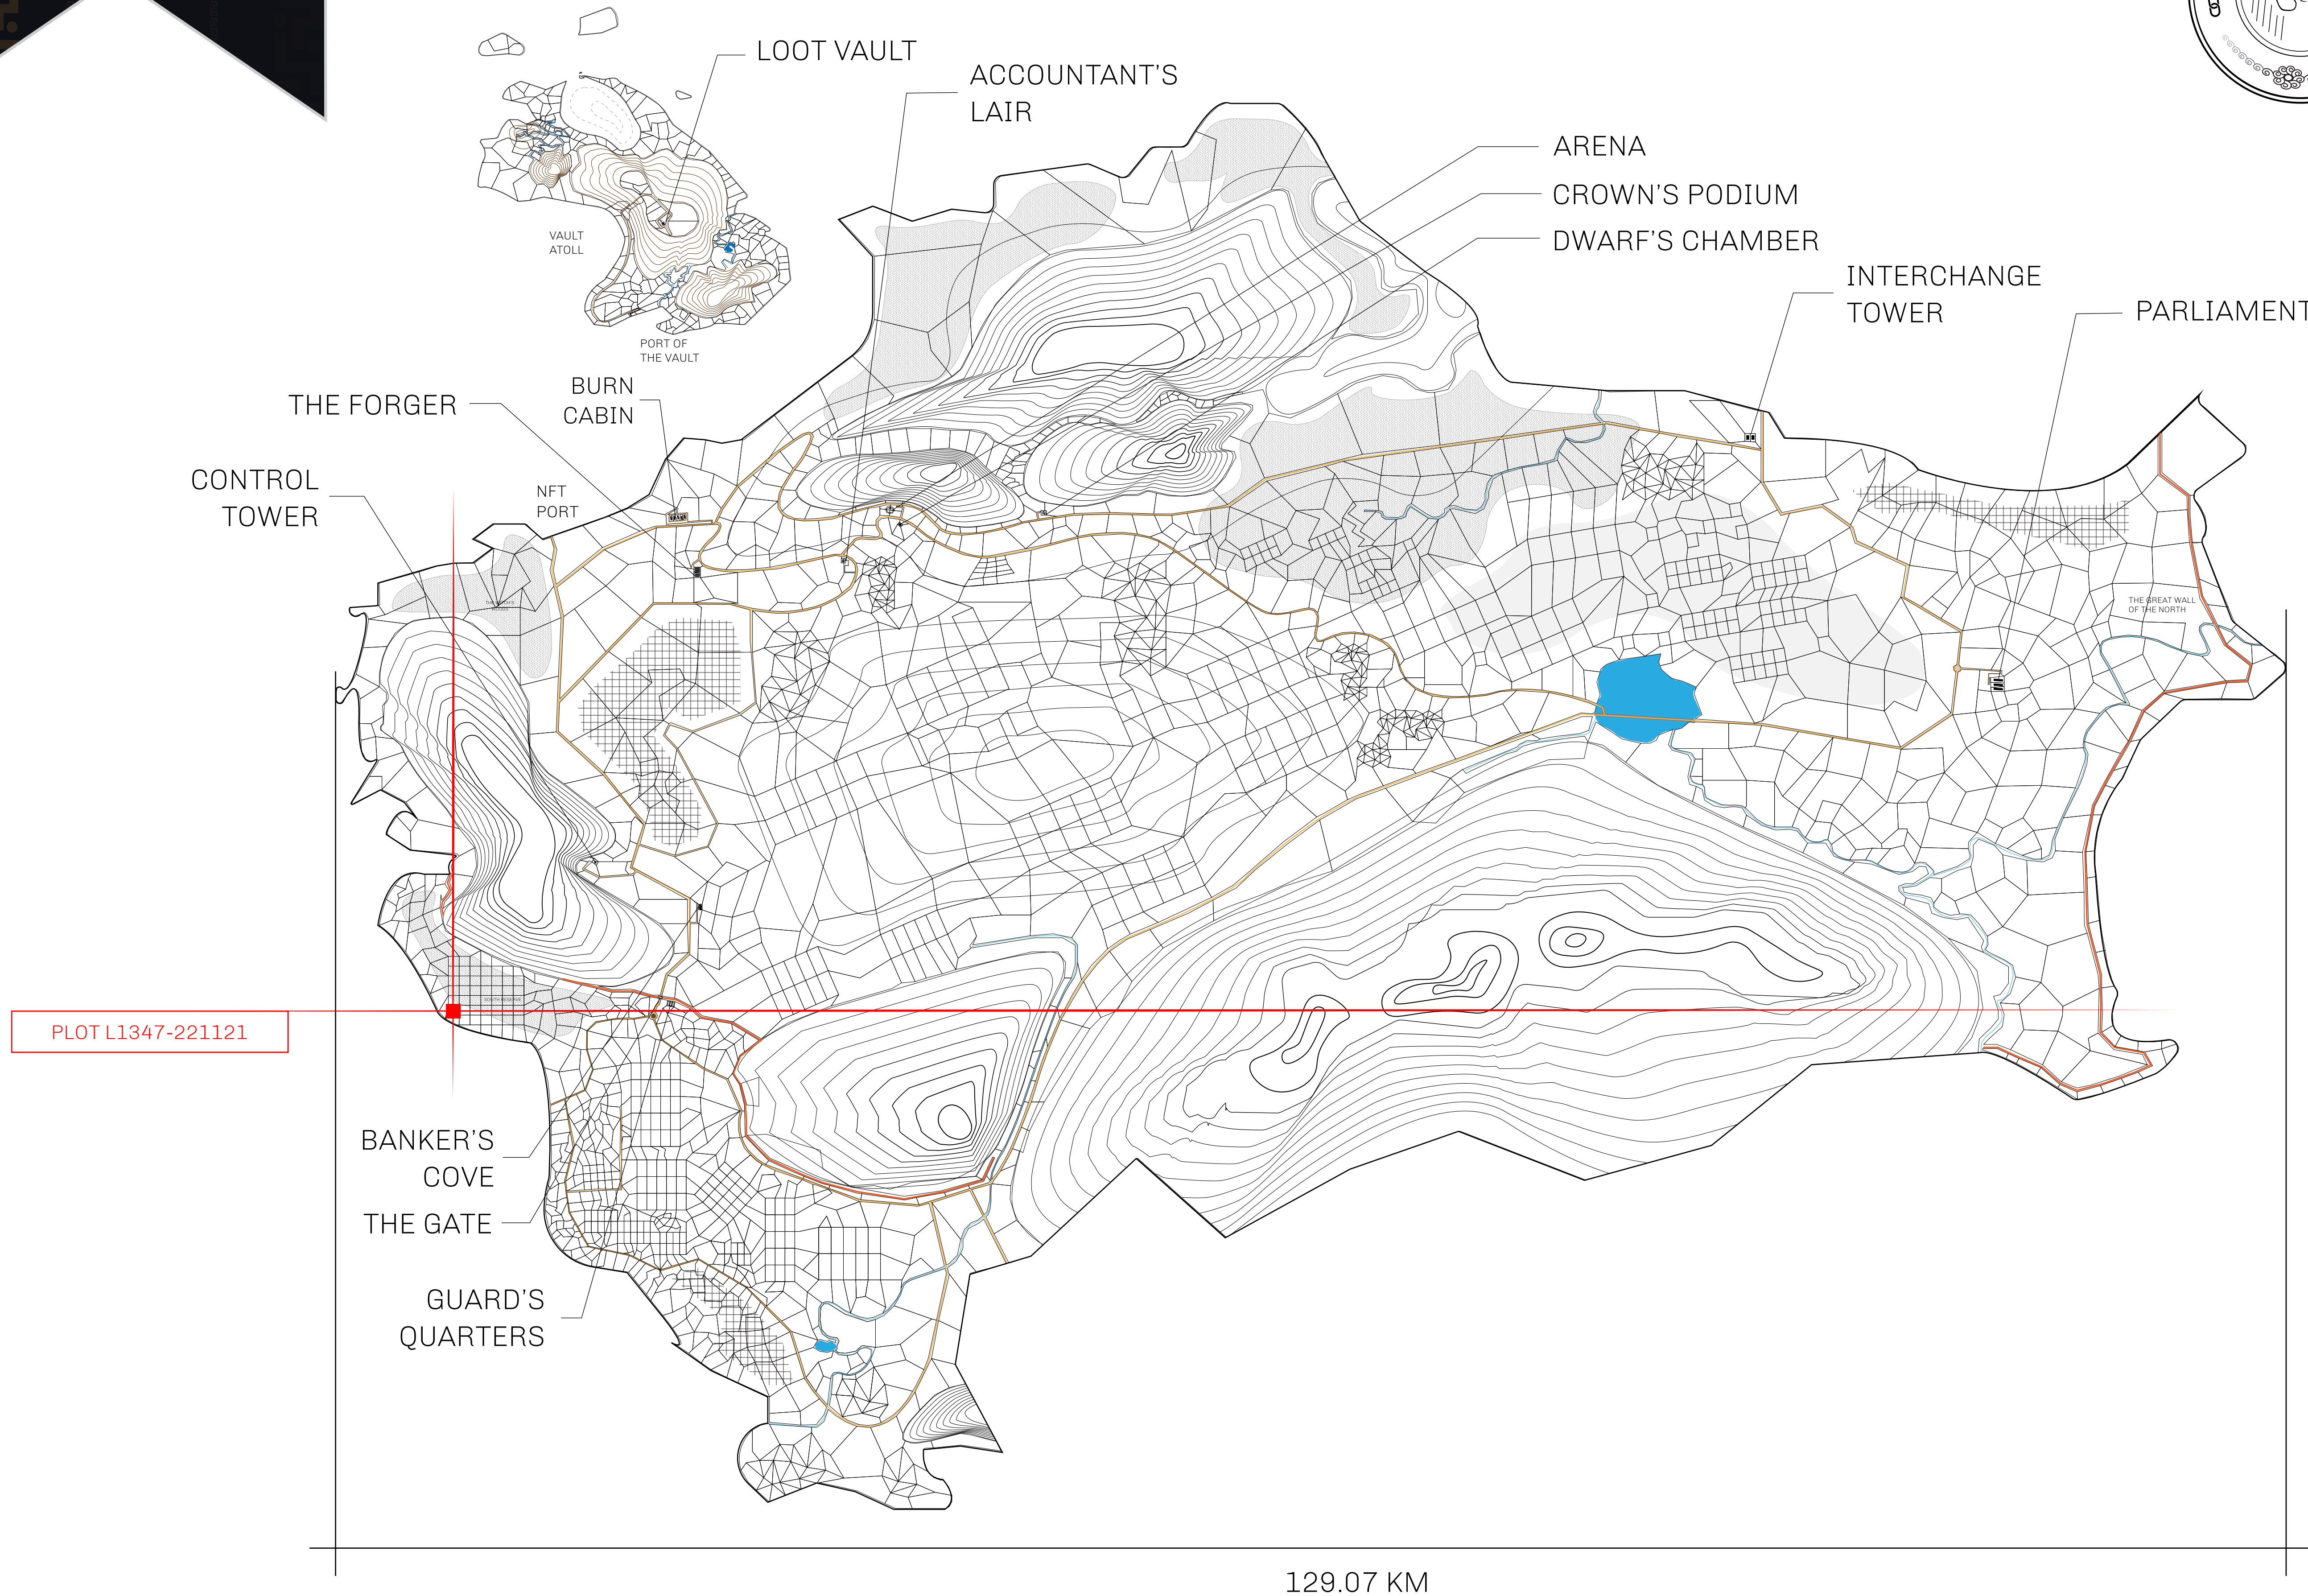 LOOT VAULT
ACCOUNTANT'S
LAIR
ARENA
CROWN'S PODIUM
DWARF'S CHAMBER
INTERCHANGE
TOWER
PARLIAMENT
VAULT
ATOLL
PORT OF
THE VAULT
BURN
CABIN
THE FORGER
CONTROL
TOWER
NFT
PORT
THE GREAT WALL
OF THE NORTH
SOUTH RESERVE
PLOT L1347-221121
BANKER'S
COVE
THE GATE
GUARD'S
QUARTERS
129.07 KM